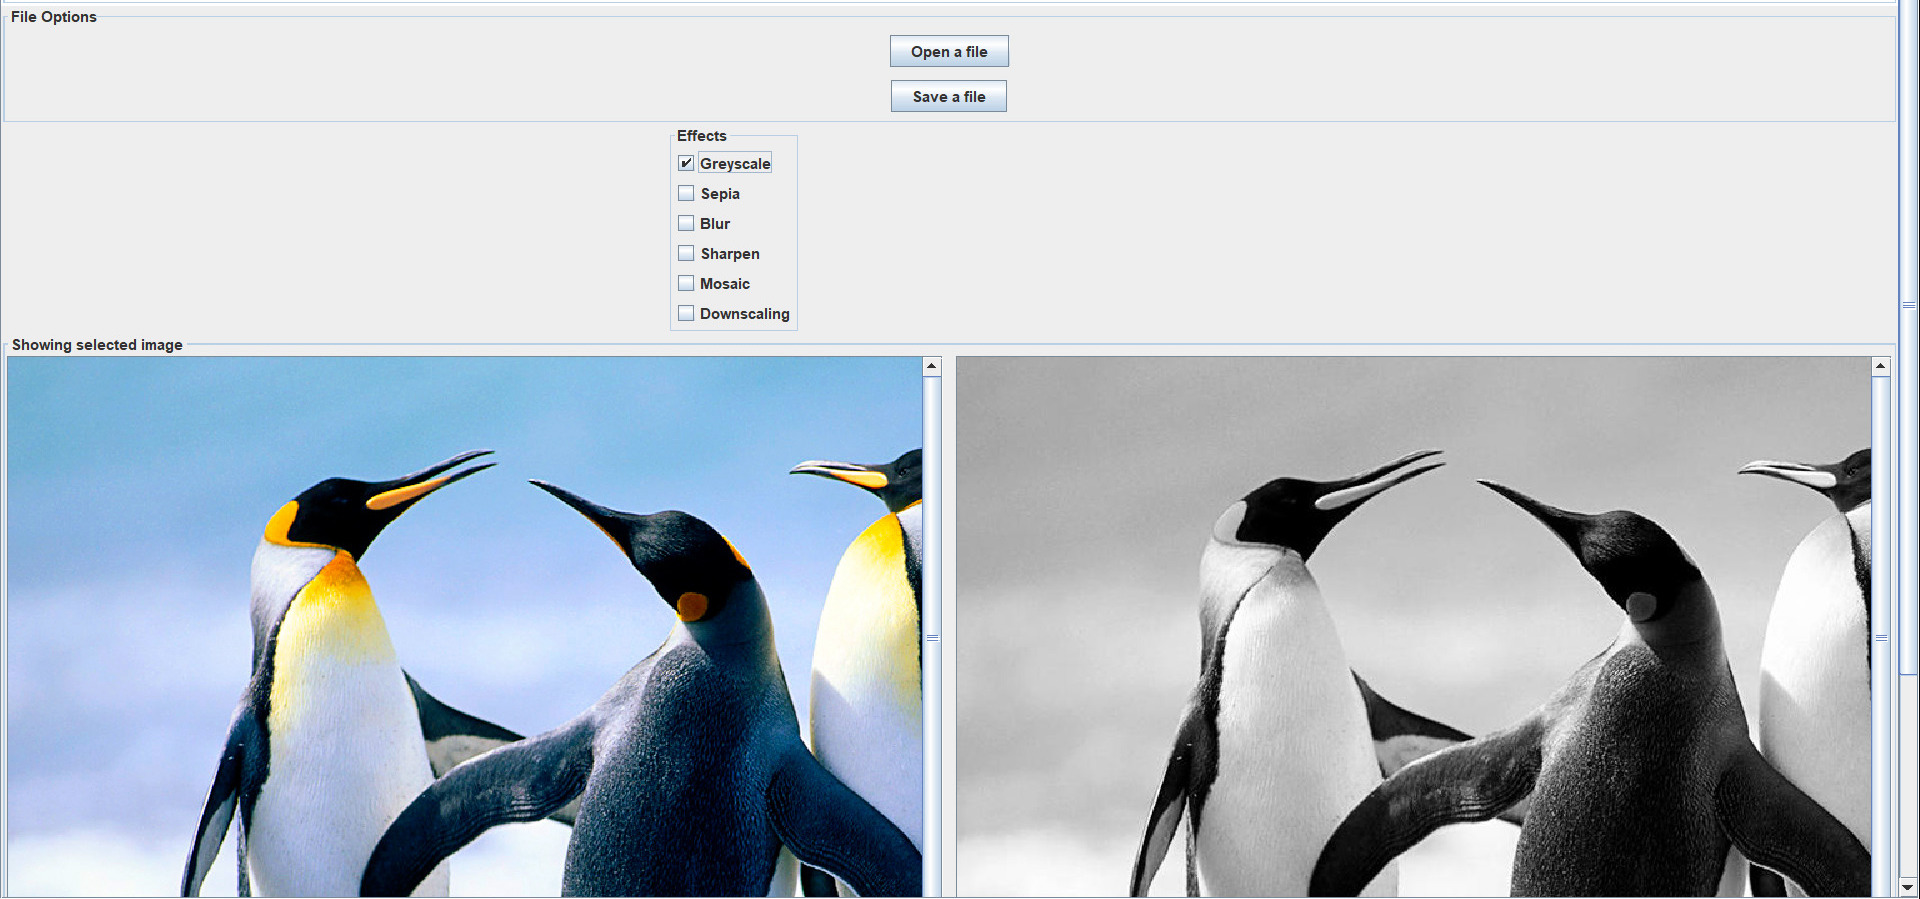 File Options
Open a file
Save a file
Effects
Greyscale
Sepia
Blur
Sharpen
Mosaic
Downscaling
Showing selected image